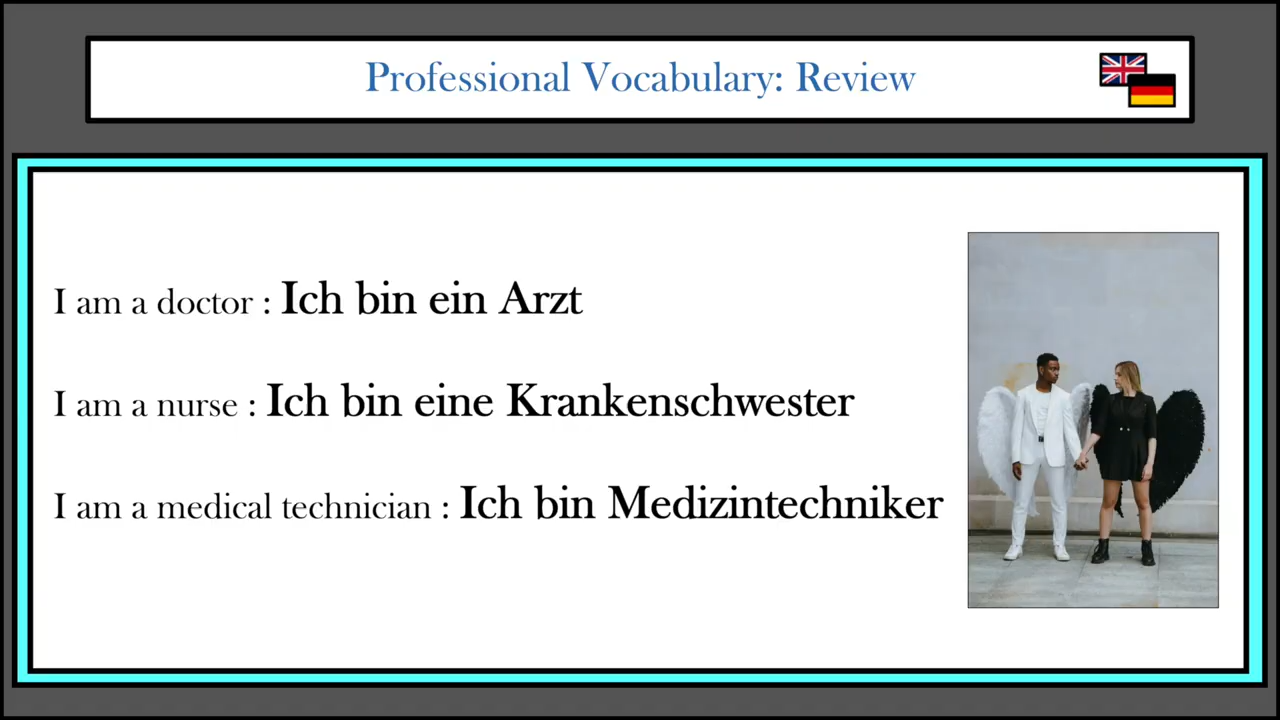 Professional Vocabulary: Review
I am a doctor : Ich bin ein Arzt
I am a nurse : Ich bin eine Krankenschwester
I am a medical technician : Ich bin Medizintechniker